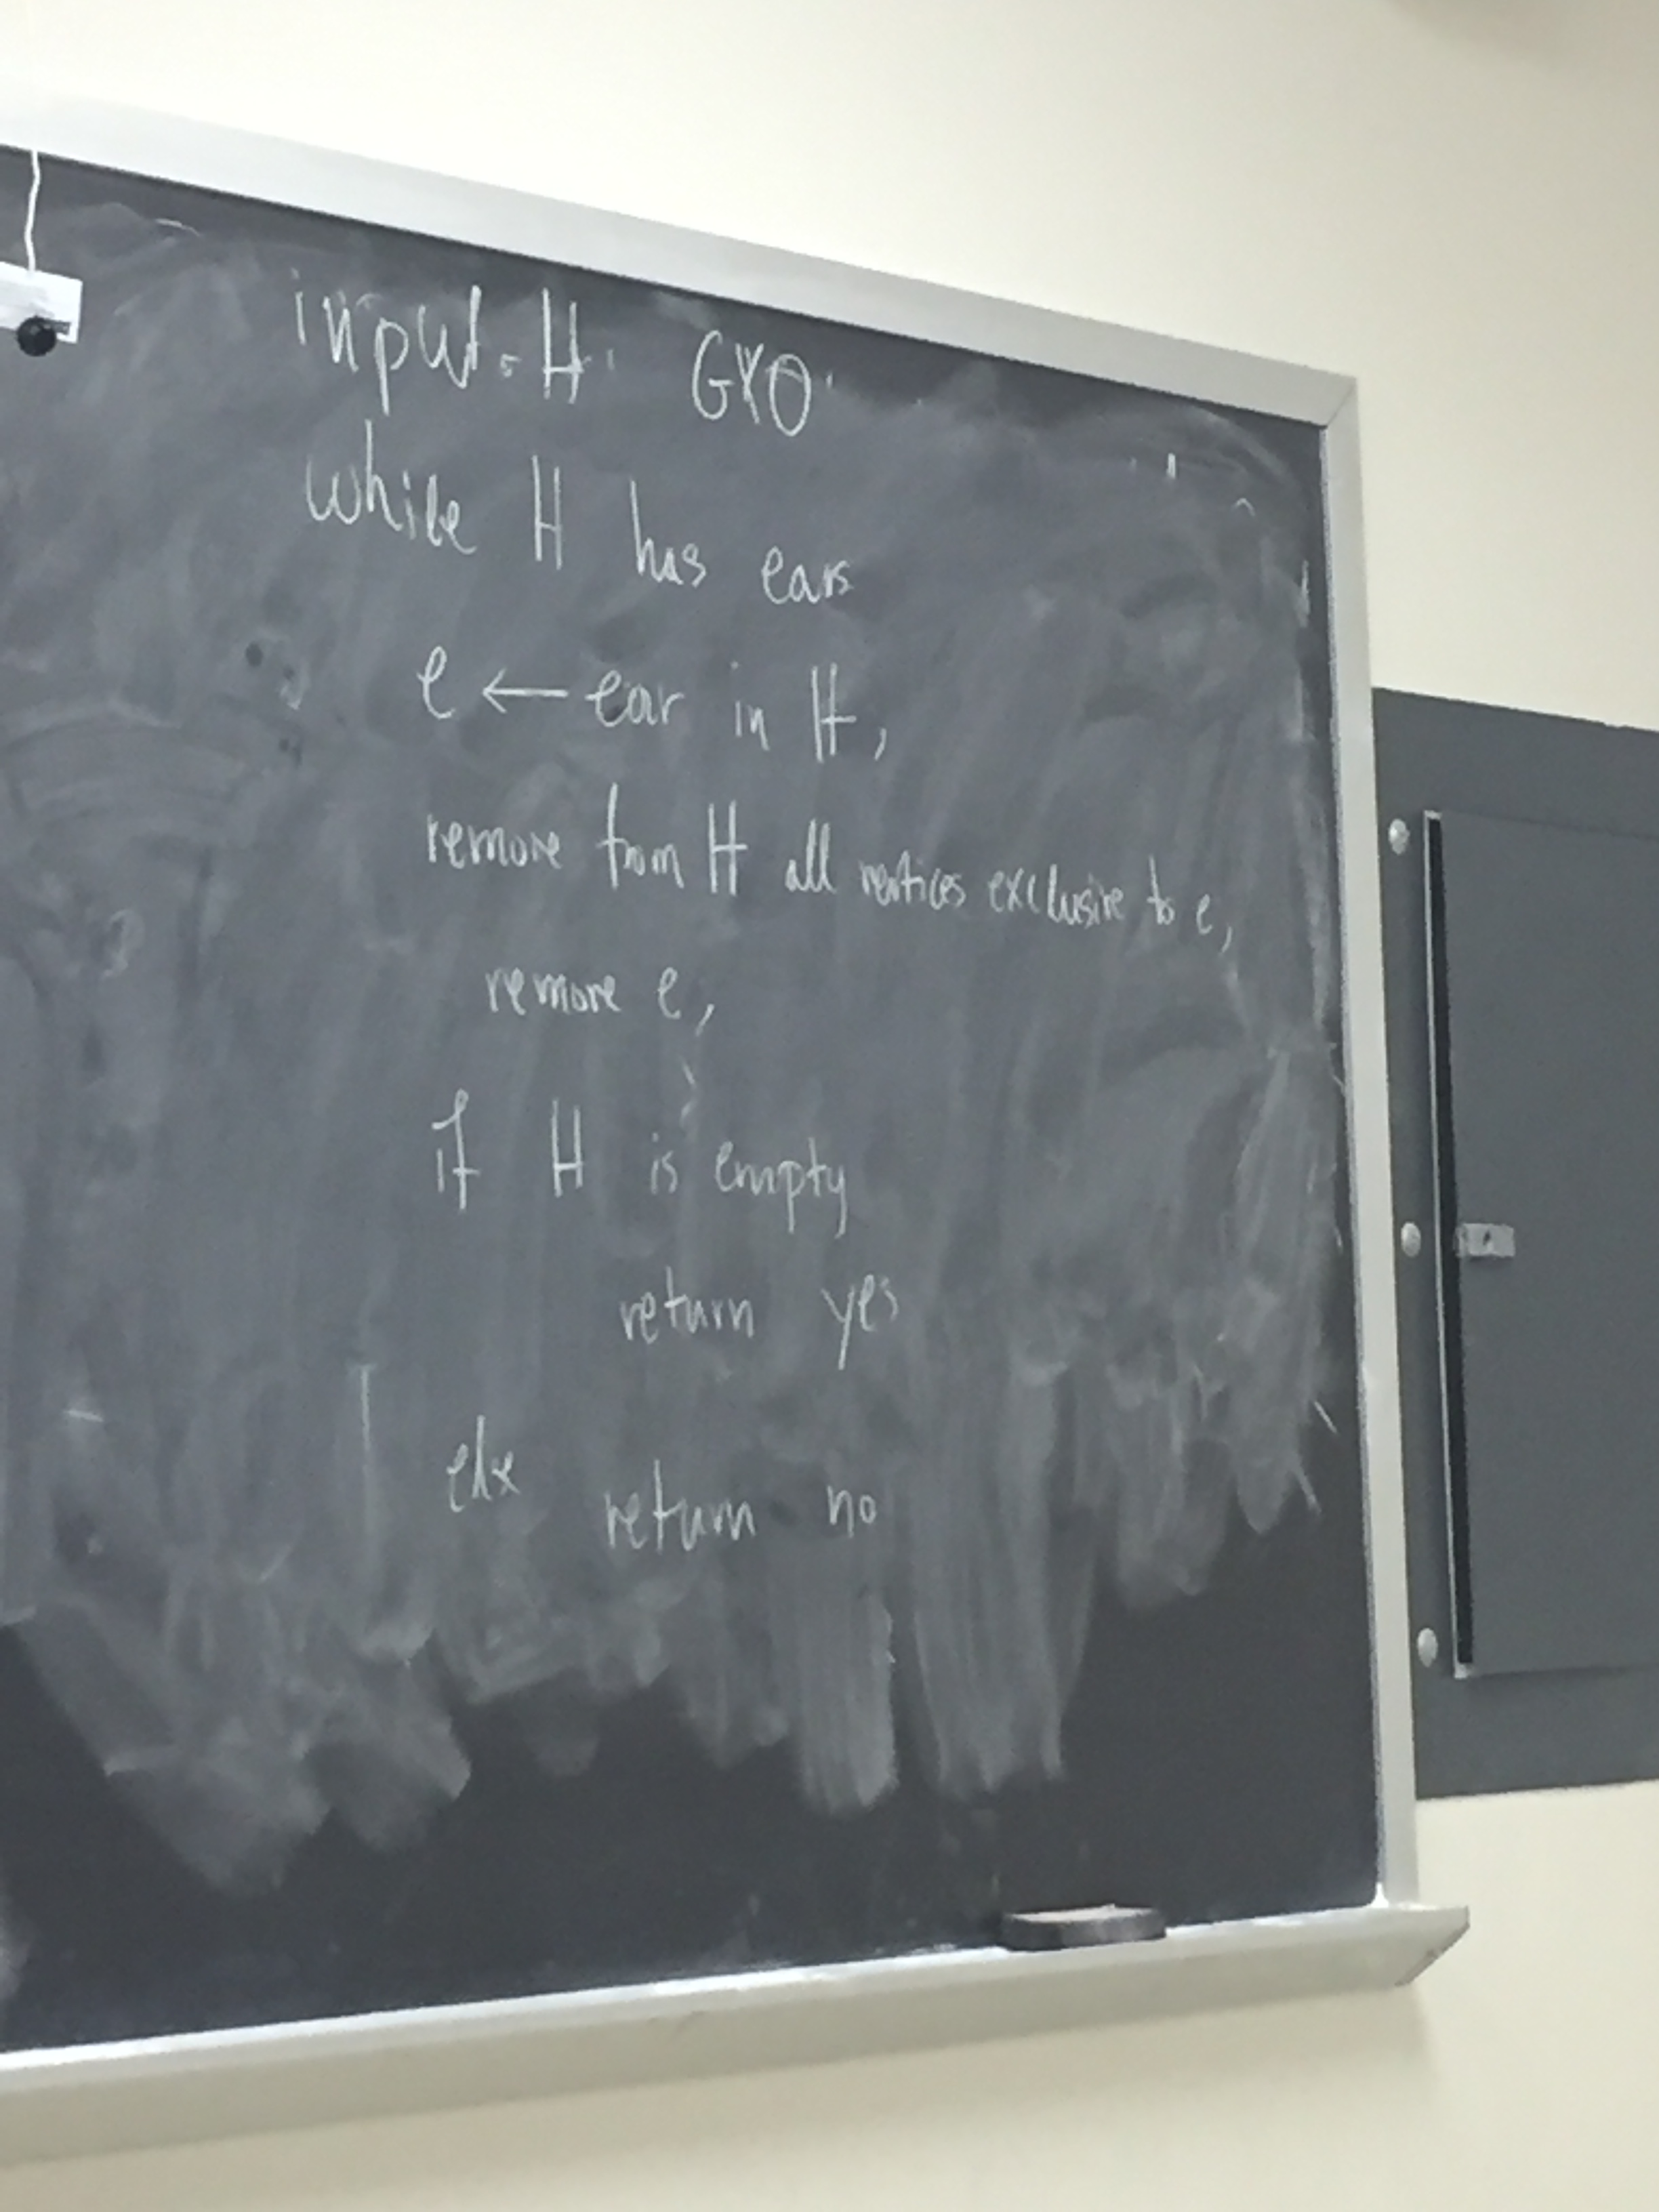 input: H GYO
while H has ears
e ← ear in H,
remove from H all vertices exclusive to e,
remove e,
if H is empty
return yes
else return no